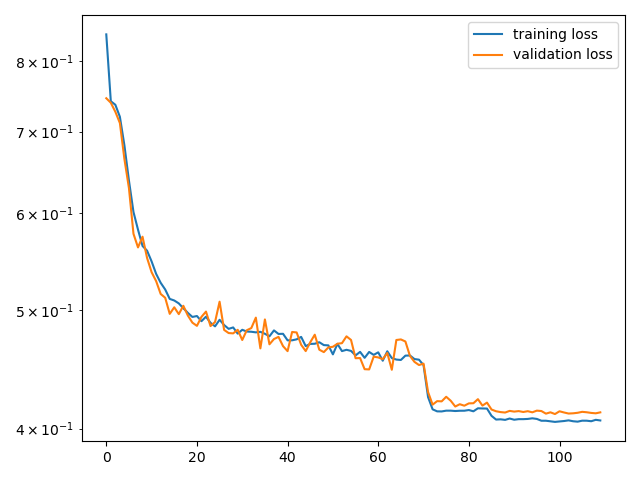 training loss
validation loss
8 × 10⁻¹
7 × 10⁻¹
6 × 10⁻¹
5 × 10⁻¹
4 × 10⁻¹
0 20 40 60 80 100